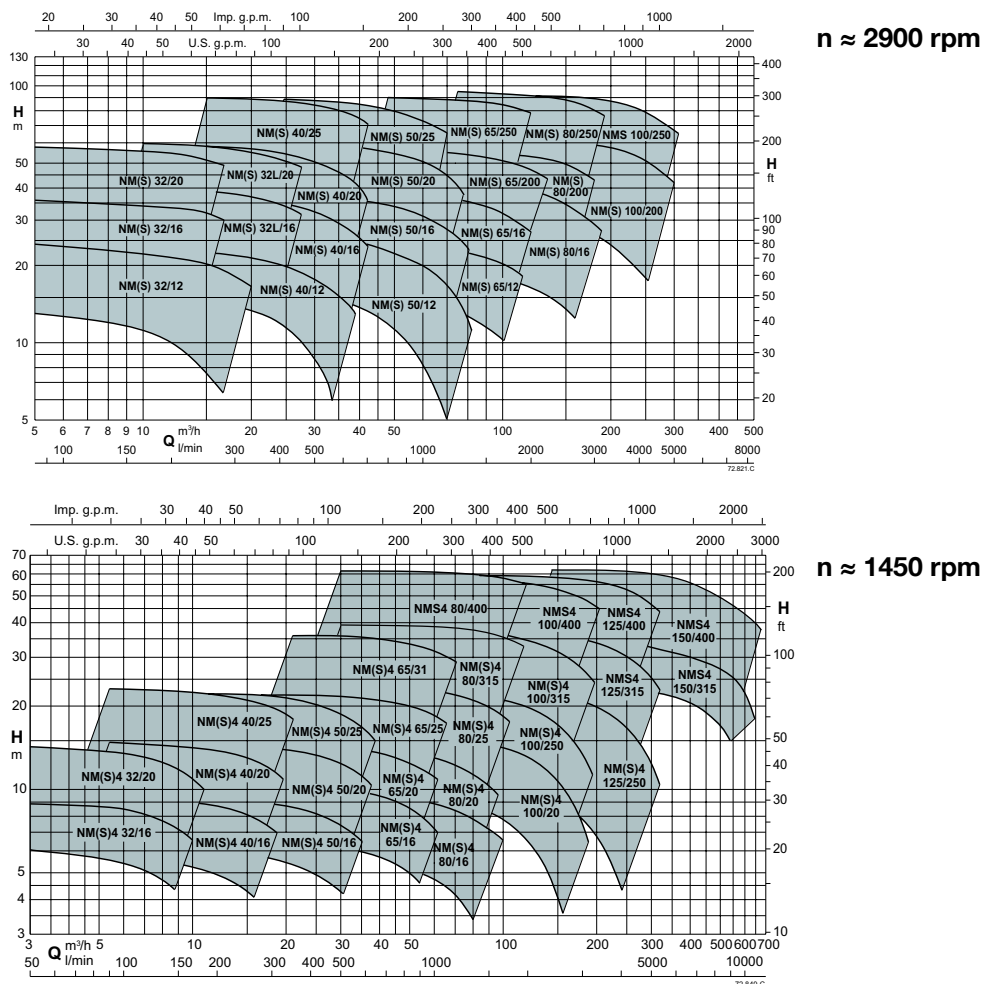 20 30 40 50 Imp. g.p.m. 100 200 300 400 500 1000
30 40 50 U.S. g.p.m. 100 200 300 400 500 1000 2000
n ≈ 2900 rpm
130
100
H
m
50
40
30
20
10
5
400
300
200
H
ft
100
90
80
70
60
50
40
30
20
NM(S) 40/25
NM(S) 50/25
NM(S) 65/250
NM(S) 80/250
NMS 100/250
NM(S) 32/20
NM(S) 32L/20
NM(S) 40/20
NM(S) 50/20
NM(S) 65/200
NM(S)
80/200
NM(S) 100/200
NM(S) 32/16
NM(S) 32L/16
NM(S) 40/16
NM(S) 50/16
NM(S) 65/16
NM(S) 80/16
NM(S) 32/12
NM(S) 40/12
NM(S) 50/12
NM(S) 65/12
5 6 7 8 9 10 20 30 40 50 100 200 300 400 500
Q m³/h
l/min
100 150 200 300 400 500 1000 2000 3000 4000 5000 8000
72.821.C
Imp. g.p.m. 30 40 50 100 200 300 400 500 1000 2000
U.S. g.p.m. 30 40 50 100 200 300 400 500 1000 2000 3000
n ≈ 1450 rpm
70
60
50
40
30
20
H
m
10
5
4
3
200
H
ft
100
50
40
30
20
10
NMS4 80/400
NMS4
100/400
NMS4
125/400
NMS4
150/400
NM(S)4 65/31
NM(S)4
80/315
NM(S)4
100/315
NMS4
125/315
NMS4
150/315
NM(S)4 40/25
NM(S)4 50/25
NM(S)4 65/25
NM(S)4
80/25
NM(S)4
100/250
NM(S)4
125/250
NM(S)4 32/20
NM(S)4 40/20
NM(S)4 50/20
NM(S)4
65/20
NM(S)4
80/20
NM(S)4
100/20
NM(S)4 32/16
NM(S)4 40/16
NM(S)4 50/16
NM(S)4
65/16
NM(S)4
80/16
3 5 10 20 30 40 50 100 200 300 400 500 600 700
Q m³/h
l/min
50 100 150 200 300 400 500 1000 5000 10000